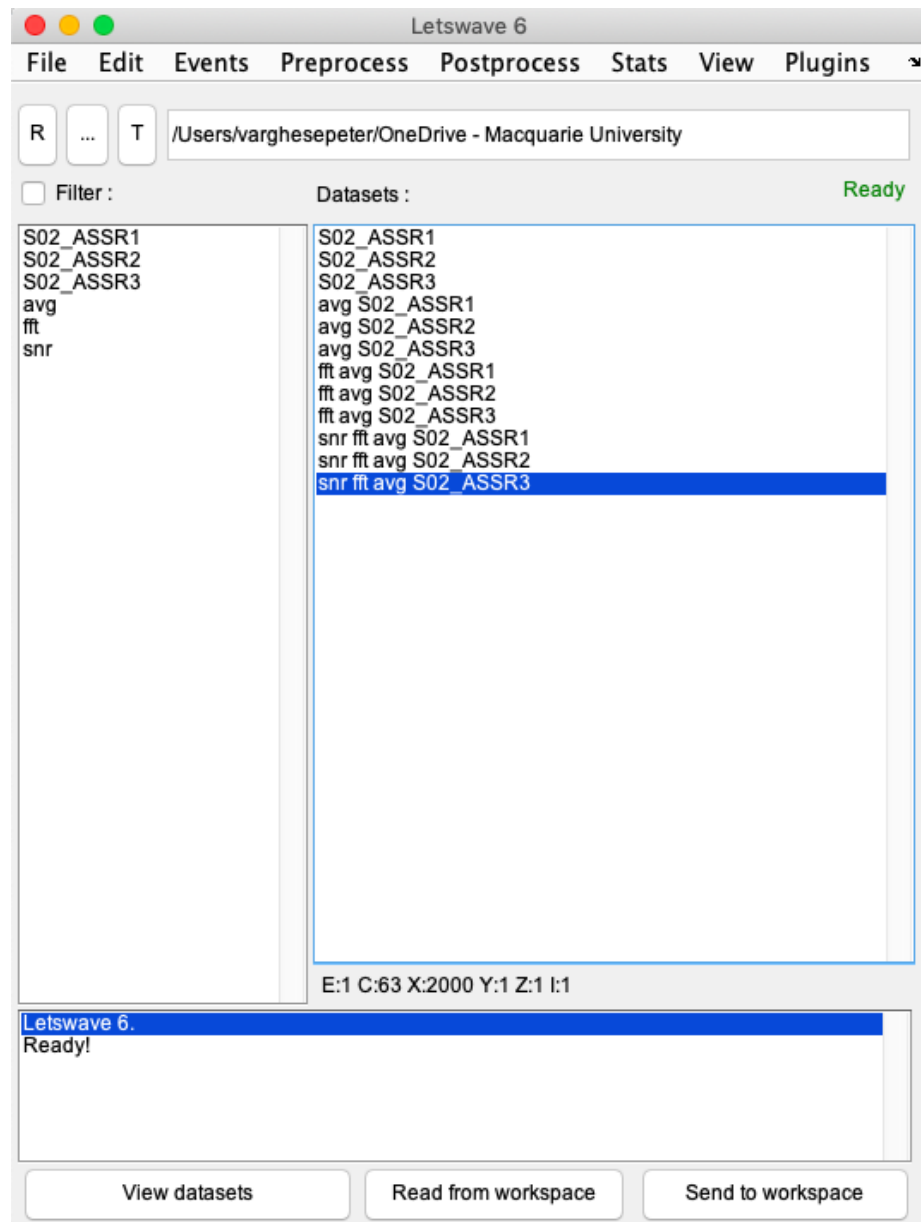 Letswave 6
File Edit Events Preprocess Postprocess Stats View Plugins
R ... T /Users/varghesepeter/OneDrive - Macquarie University
Filter : Datasets : Ready
S02_ASSR1
S02_ASSR2
S02_ASSR3
avg
fft
snr
S02_ASSR1
S02_ASSR2
S02_ASSR3
avg S02_ASSR1
avg S02_ASSR2
avg S02_ASSR3
fft avg S02_ASSR1
fft avg S02_ASSR2
fft avg S02_ASSR3
snr fft avg S02_ASSR1
snr fft avg S02_ASSR2
snr fft avg S02_ASSR3
E:1 C:63 X:2000 Y:1 Z:1 I:1
Letswave 6.
Ready!
View datasets Read from workspace Send to workspace